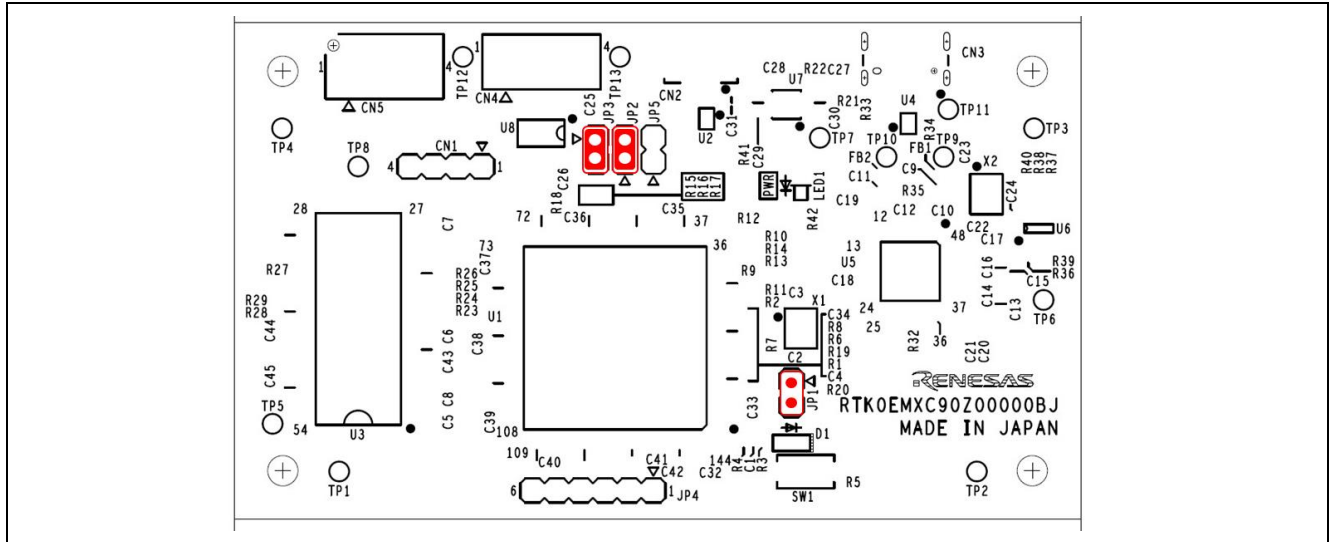 1
4
CN5
TP12
1
4
CN4
TP13
C25
JP3
JP2
JP5
CN2
C31
U2
C28
U7
R22
C27
R21
C30
TP7
R41
C29
CN3
R33
U4
TP11
R34
TP10
TP9
FB2
FB1
C23
C11
C9
X2
C24
R35
TP3
R40
R38
R37
TP4
TP8
CN1
4
1
U8
C26
R18
R15
R16
R17
C36
C35
PWR
LED1
R42
R12
C19
C12
C10
C22
C17
U6
28
27
C7
72
37
73
36
C37
12
48
13
R10
R14
R13
U5
C18
R27
R26
R25
R24
R23
R9
R11
R2
C3
X1
C16
C15
R39
R36
R29
R28
C44
U1
C38
C6
C43
C34
R8
R6
R19
R1
C4
R20
R7
C2
24
25
37
36
R32
C14
C13
TP6
C21
C20
C45
C8
C5
C39
TP5
54
U3
108
C33
JP1
RENESAS
RTK0EMXC90Z00000BJ
MADE IN JAPAN
D1
109
C40
C41
C42
C32
144
R4
C1
R3
TP1
6
1
JP4
SW1
R5
TP2